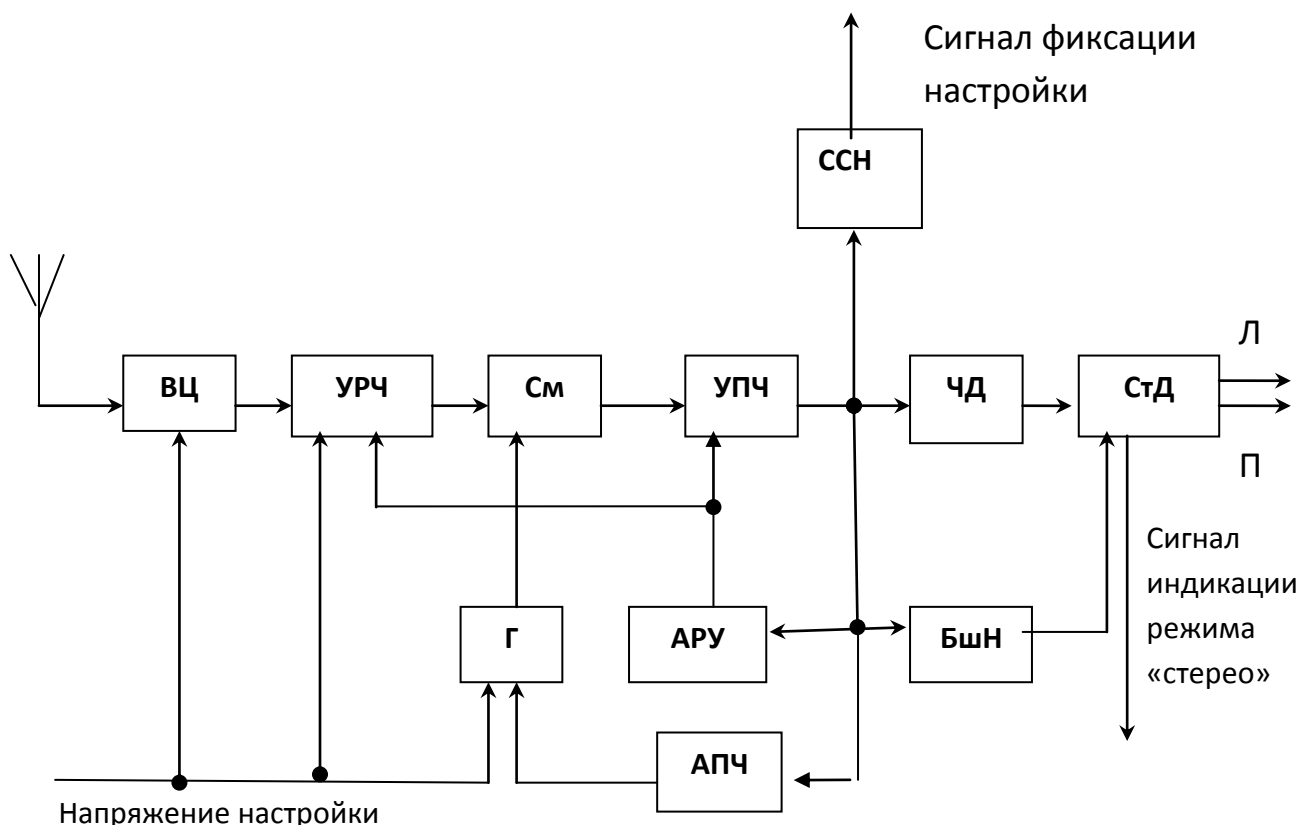 Сигнал фиксации
настройки
ССН
ВЦ
УРЧ
См
УПЧ
ЧД
СтД
Л
П
Сигнал
индикации
режима
«стерео»
Г
АРУ
БшН
АПЧ
Напряжение настройки